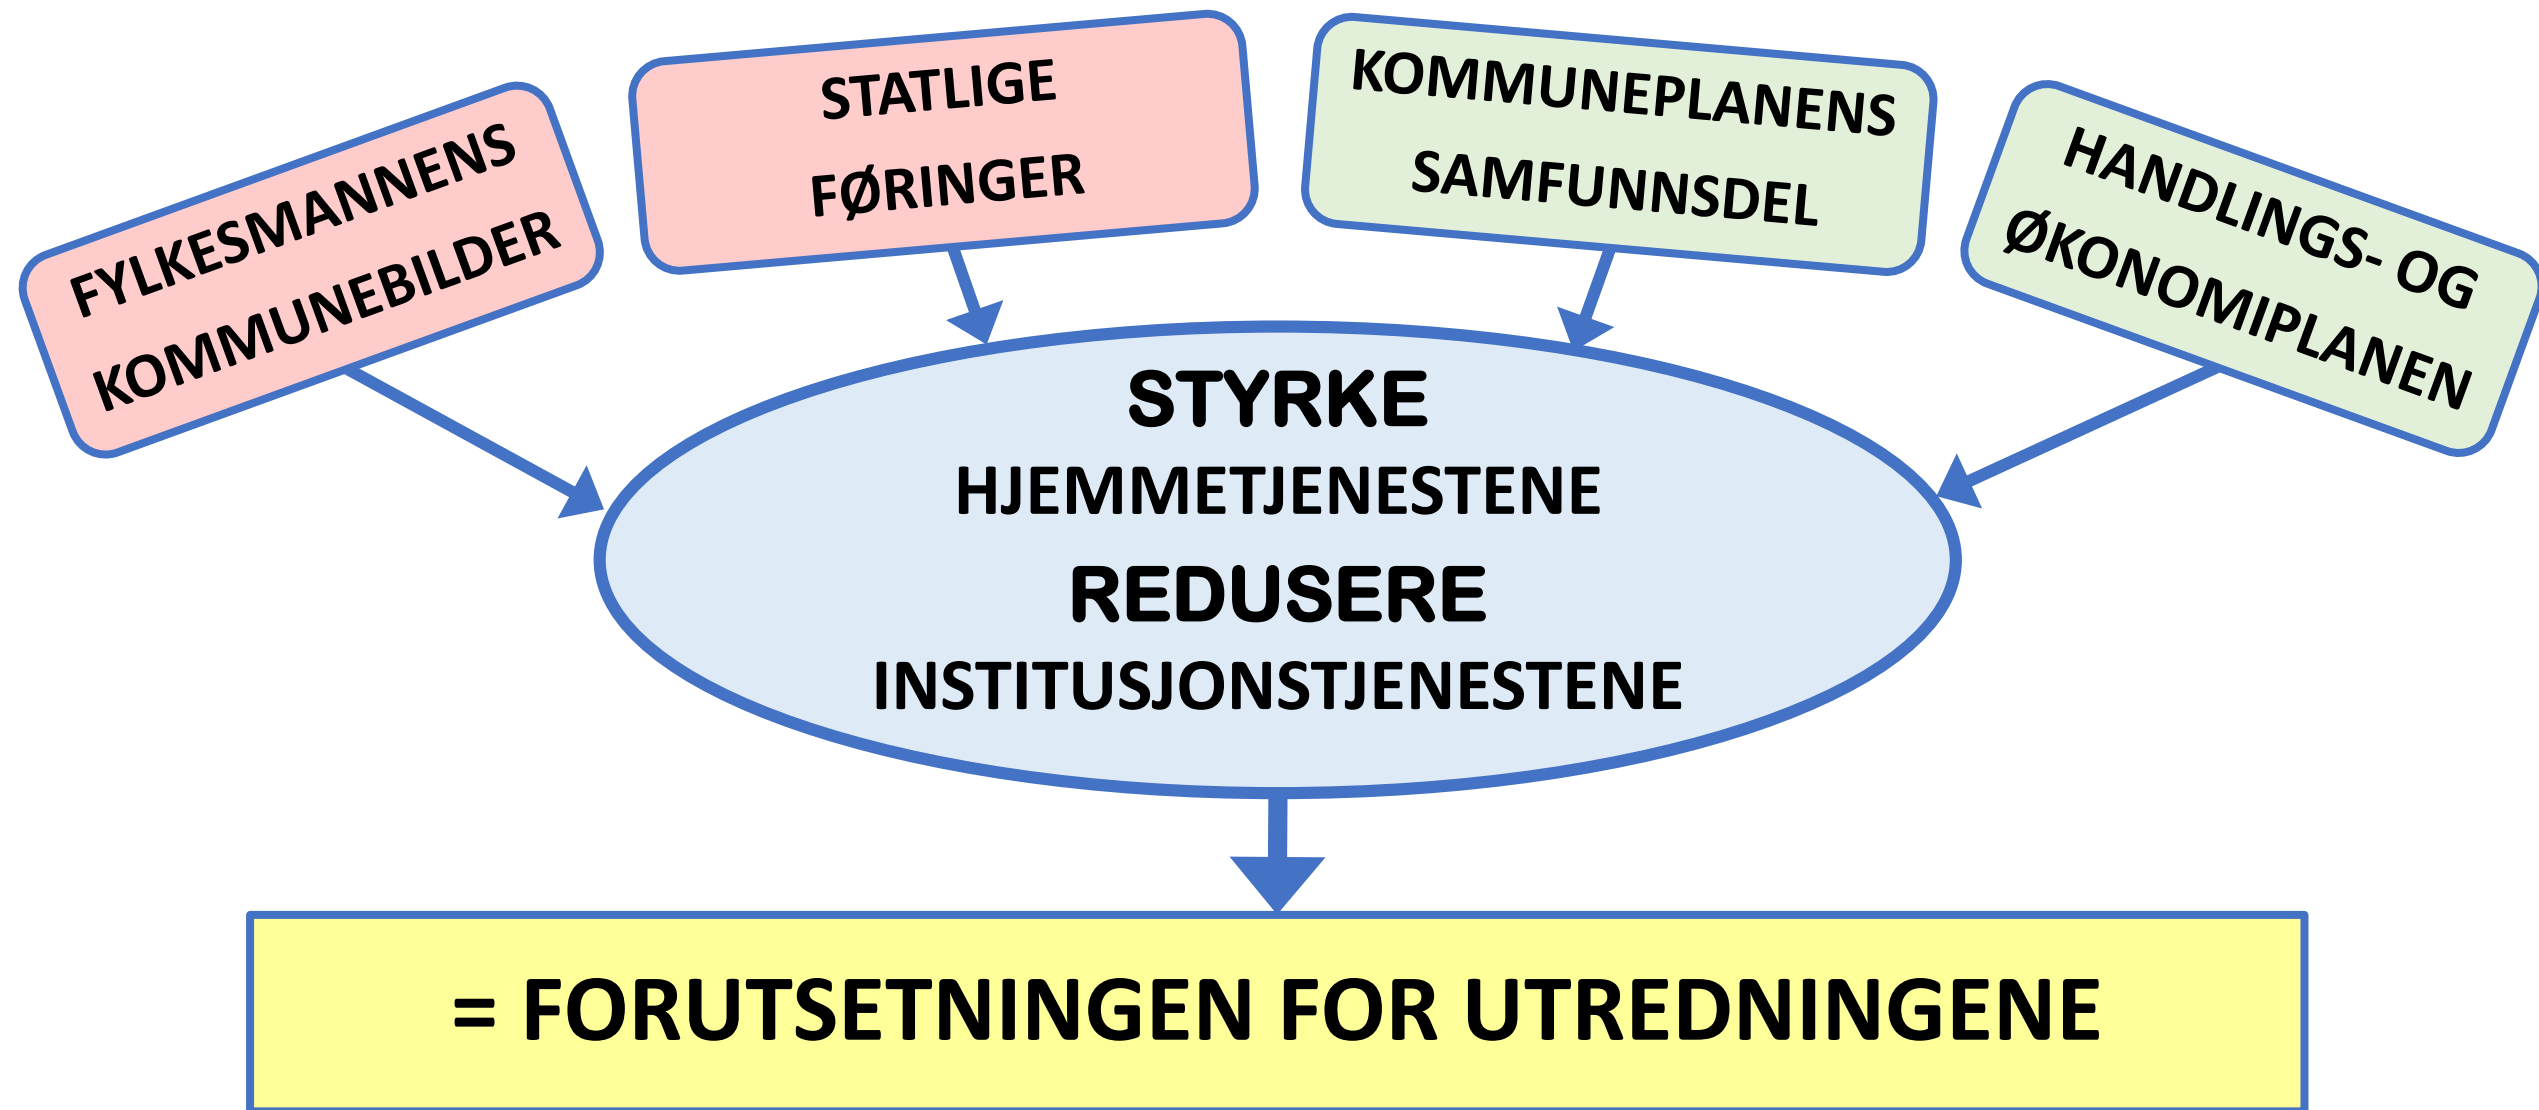 FYLKESMANNENS
KOMMUNEBILDER
STATLIGE
FØRINGER
KOMMUNEPLANENS
SAMFUNNSDEL
HANDLINGS- OG
ØKONOMIPLANEN
STYRKE
HJEMMETJENESTENE
REDUSERE
INSTITUSJONSTJENESTENE
= FORUTSETNINGEN FOR UTREDNINGENE